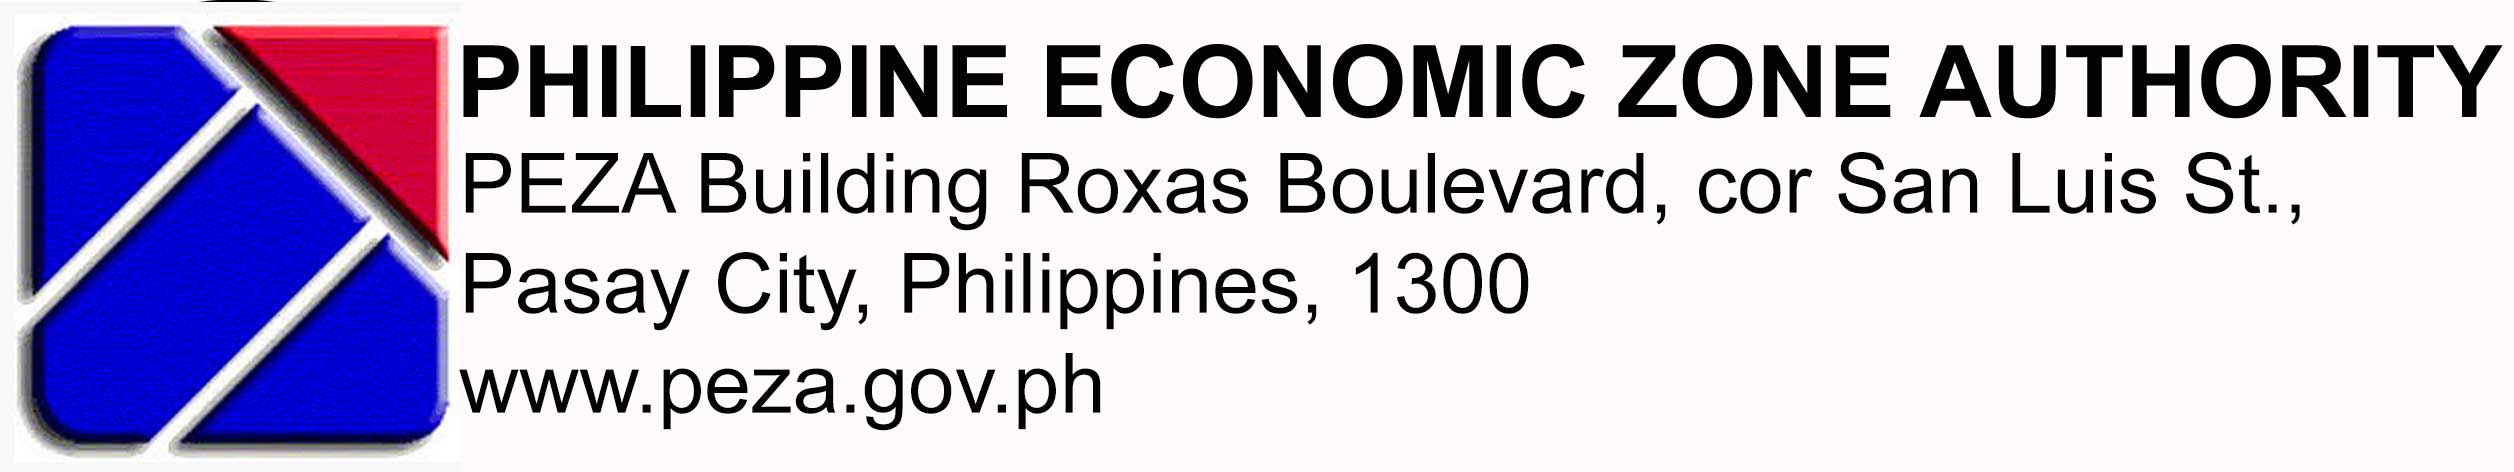 PHILIPPINE ECONOMIC ZONE AUTHORITY
PEZA Building Roxas Boulevard, cor San Luis St.,
Pasay City, Philippines, 1300
www.peza.gov.ph